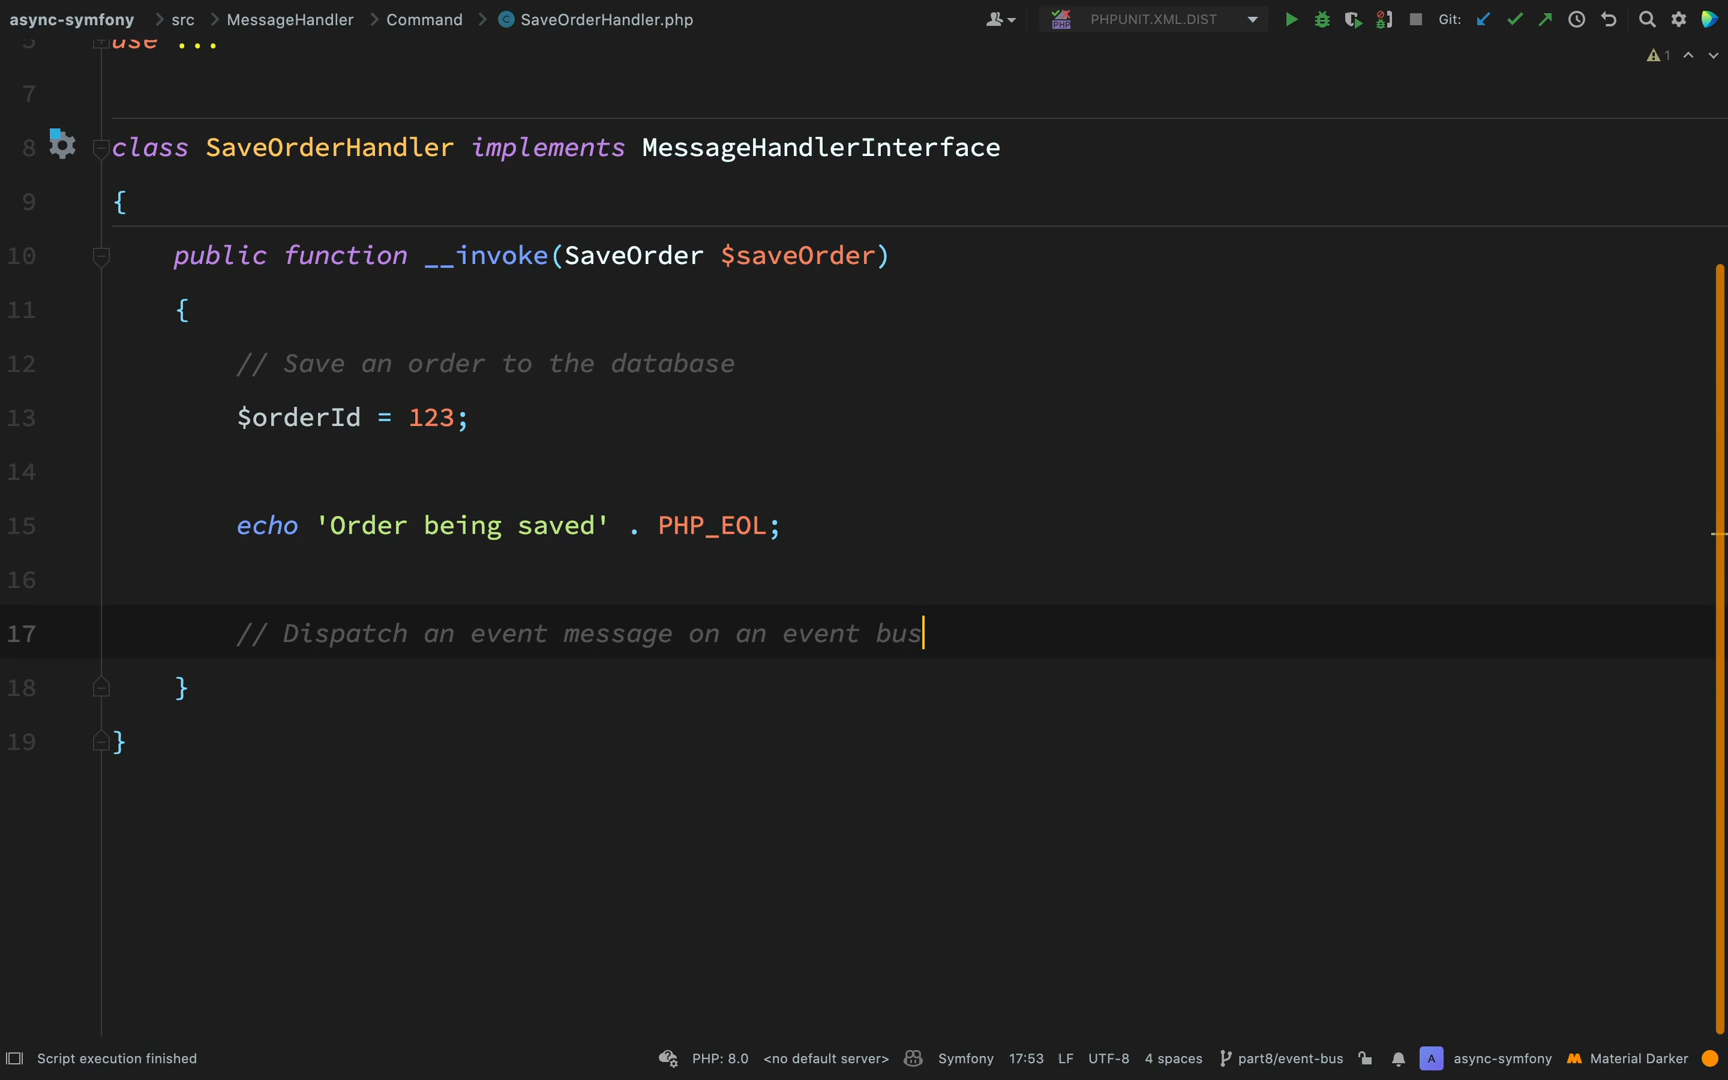 async-symfony src MessageHandler Command SaveOrderHandler.php PHPUNIT.XML.DIST Git:
5 use ...
1
7
8 class SaveOrderHandler implements MessageHandlerInterface
9 {
10 public function __invoke(SaveOrder $saveOrder)
11 {
12 // Save an order to the database
13 $orderId = 123;
14
15 echo 'Order being saved' . PHP_EOL;
16
17 // Dispatch an event message on an event bus
18 }
19 }
Script execution finished PHP: 8.0 <no default server> Symfony 17:53 LF UTF-8 4 spaces part8/event-bus A async-symfony Material Darker